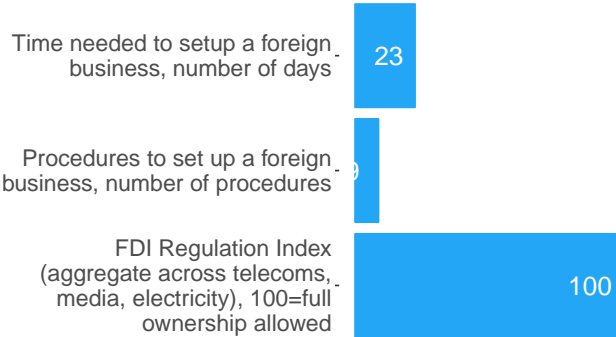 Time needed to setup a foreign
business, number of days
23
Procedures to set up a foreign
business, number of procedures
9
FDI Regulation Index
(aggregate across telecoms,
media, electricity), 100=full
ownership allowed
100